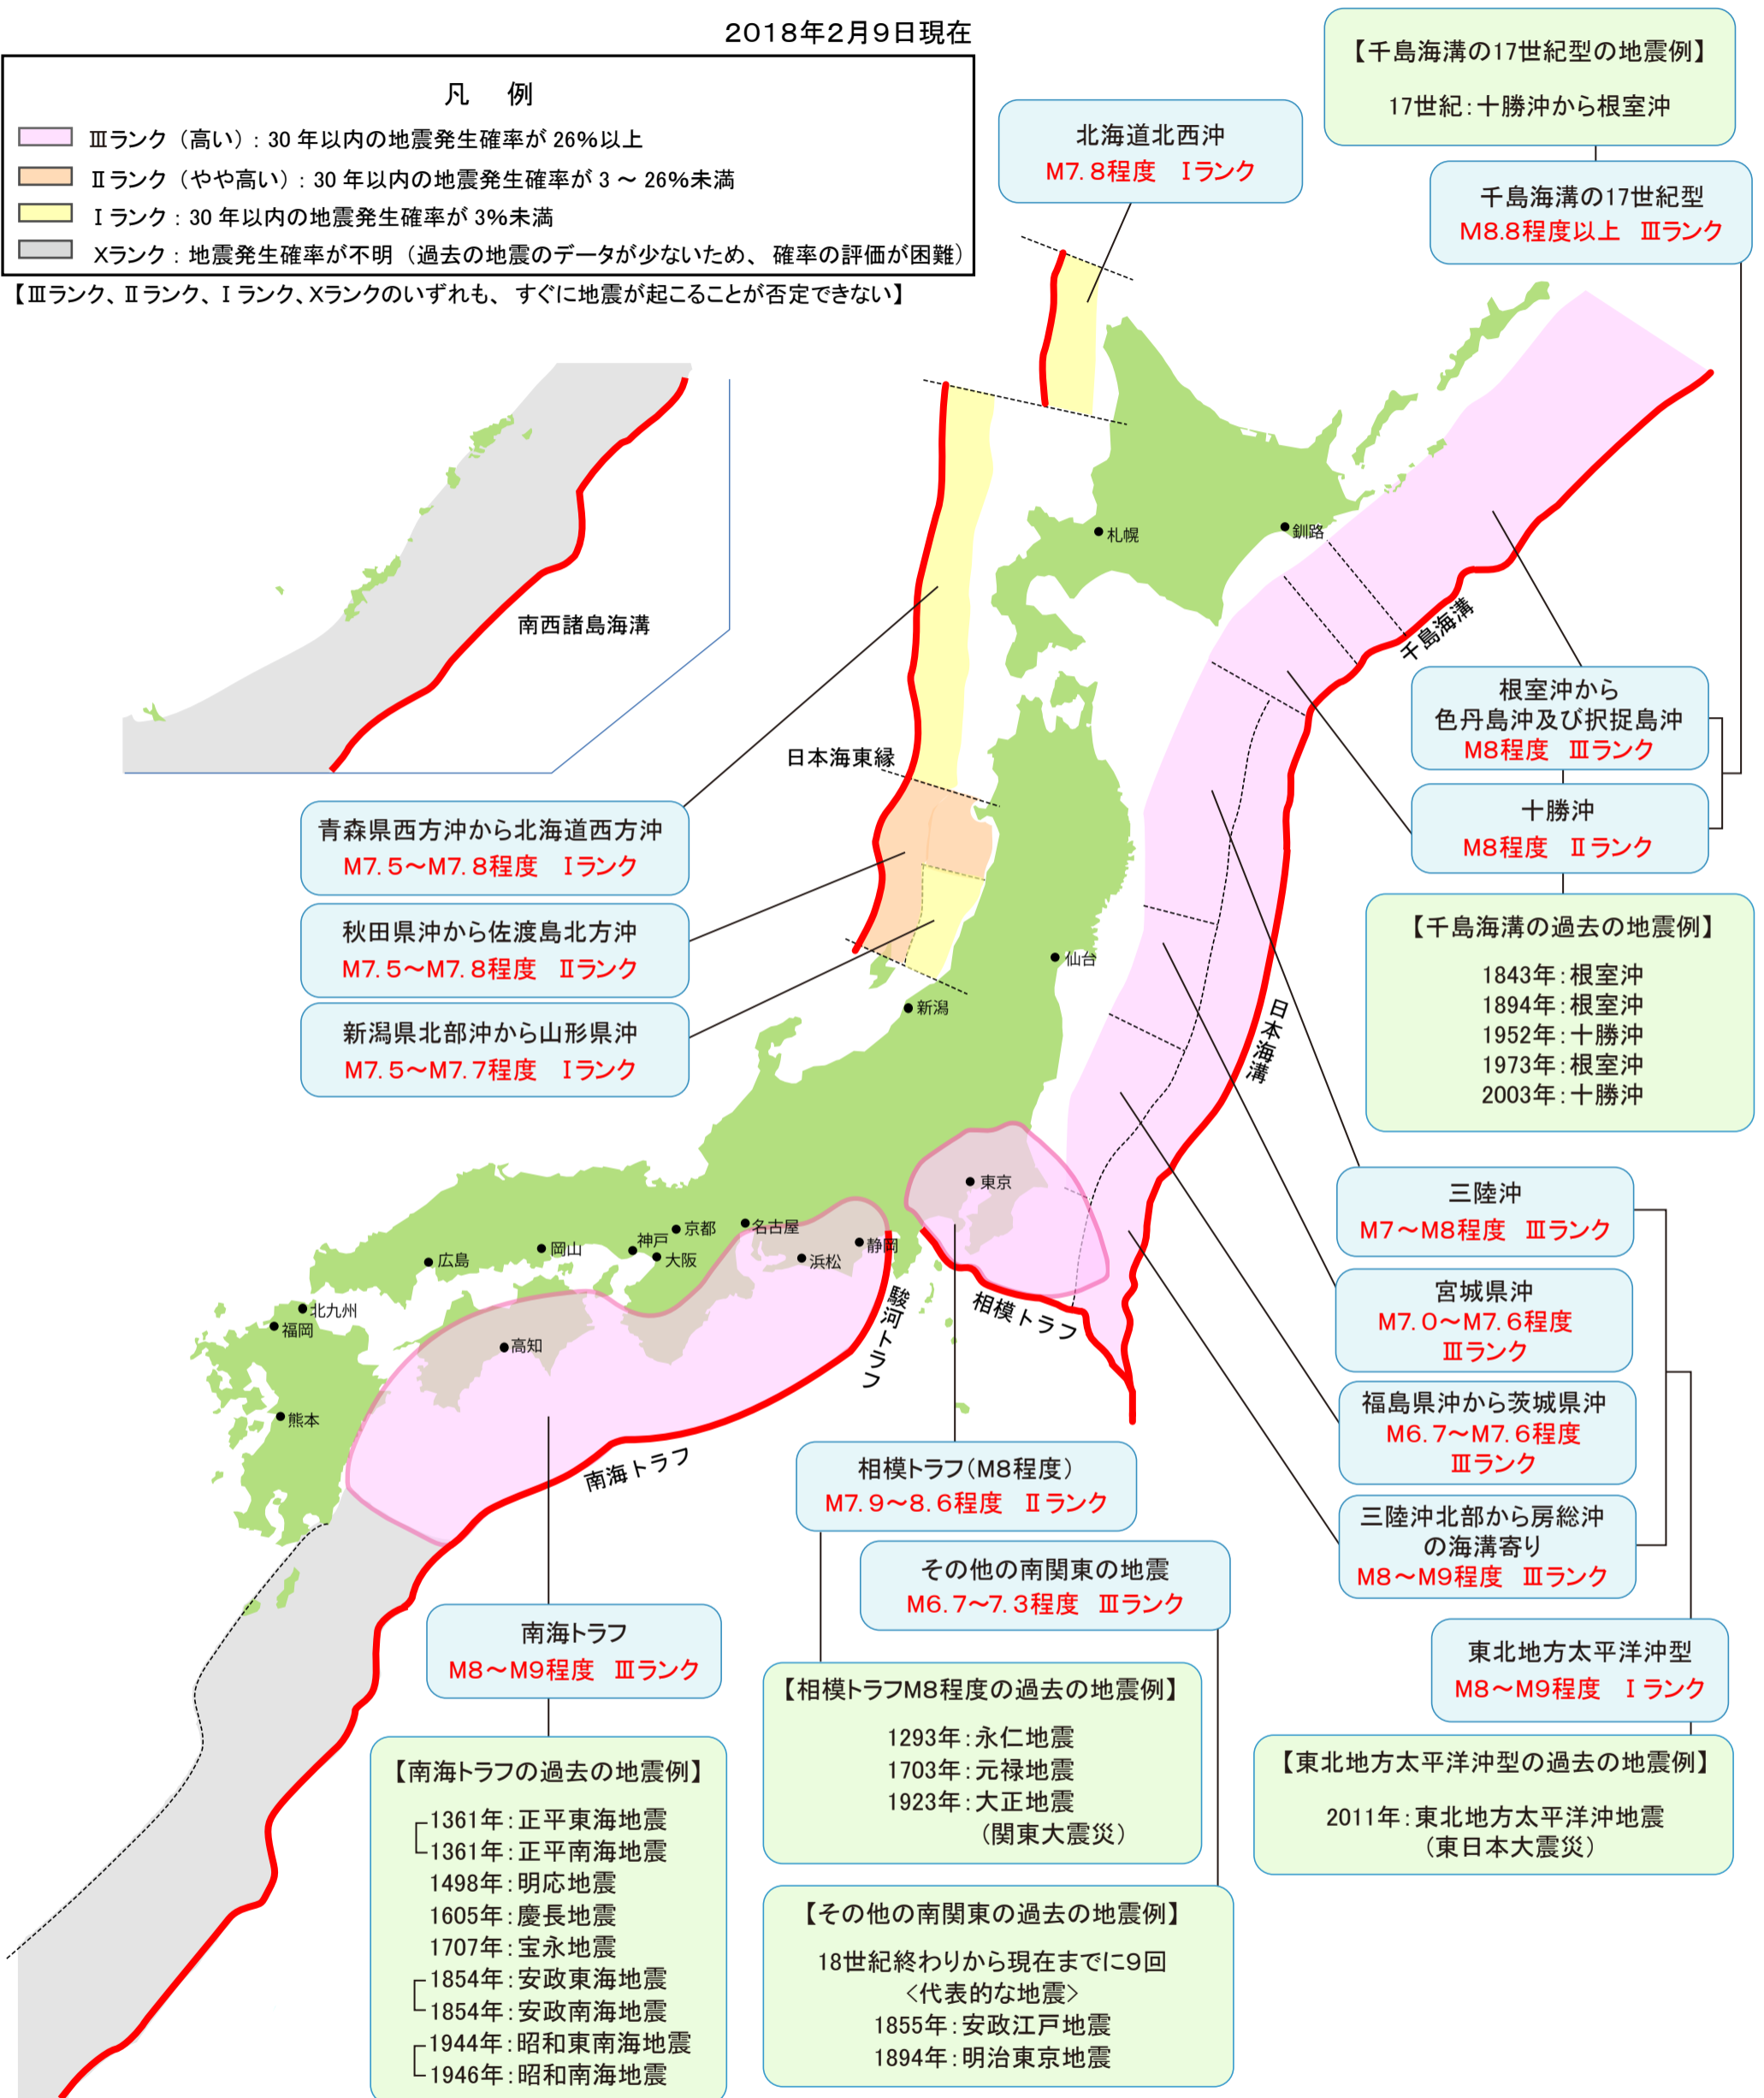 2018年2月9日現在
凡 例
Ⅲランク（高い）：30 年以内の地震発生確率が 26%以上
Ⅱランク（やや高い）：30 年以内の地震発生確率が 3 ～ 26%未満
Ⅰランク：30 年以内の地震発生確率が 3%未満
Xランク：地震発生確率が不明（過去の地震のデータが少ないため、確率の評価が困難）
【Ⅲランク、Ⅱランク、Ⅰランク、Xランクのいずれも、すぐに地震が起こることが否定できない】
【千島海溝の17世紀型の地震例】
17世紀：十勝沖から根室沖
北海道北西沖
M7.8程度 Ⅰランク
千島海溝の17世紀型
M8.8程度以上 Ⅲランク
札幌
釧路
千島海溝
南西諸島海溝
根室沖から
色丹島沖及び択捉島沖
M8程度 Ⅲランク
日本海東縁
十勝沖
M8程度 Ⅱランク
青森県西方沖から北海道西方沖
M7.5～M7.8程度 Ⅰランク
秋田県沖から佐渡島北方沖
M7.5～M7.8程度 Ⅱランク
新潟県北部沖から山形県沖
M7.5～M7.7程度 Ⅰランク
【千島海溝の過去の地震例】
1843年：根室沖
1894年：根室沖
1952年：十勝沖
1973年：根室沖
2003年：十勝沖
仙台
新潟
日本海溝
東京
三陸沖
M7～M8程度 Ⅲランク
宮城県沖
M7.0～M7.6程度
Ⅲランク
福島県沖から茨城県沖
M6.7～M7.6程度
Ⅲランク
三陸沖北部から房総沖
の海溝寄り
M8～M9程度 Ⅲランク
京都
名古屋
神戸
大阪
岡山
広島
浜松
静岡
北九州
福岡
高知
熊本
駿河トラフ
相模トラフ
南海トラフ
相模トラフ（M8程度）
M7.9～8.6程度 Ⅱランク
その他の南関東の地震
M6.7～7.3程度 Ⅲランク
南海トラフ
M8～M9程度 Ⅲランク
東北地方太平洋沖型
M8～M9程度 Ⅰランク
【相模トラフM8程度の過去の地震例】
1293年：永仁地震
1703年：元禄地震
1923年：大正地震
（関東大震災）
【東北地方太平洋沖型の過去の地震例】
2011年：東北地方太平洋沖地震
（東日本大震災）
【南海トラフの過去の地震例】
1361年：正平東海地震
1361年：正平南海地震
1498年：明応地震
1605年：慶長地震
1707年：宝永地震
1854年：安政東海地震
1854年：安政南海地震
1944年：昭和東南海地震
1946年：昭和南海地震
【その他の南関東の過去の地震例】
18世紀終わりから現在までに9回
<代表的な地震>
1855年：安政江戸地震
1894年：明治東京地震